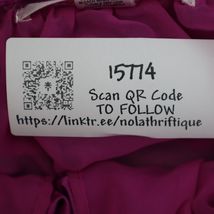 15774
Scan QR Code
TO FOLLOW
https://linktr.ee/nolathriftique